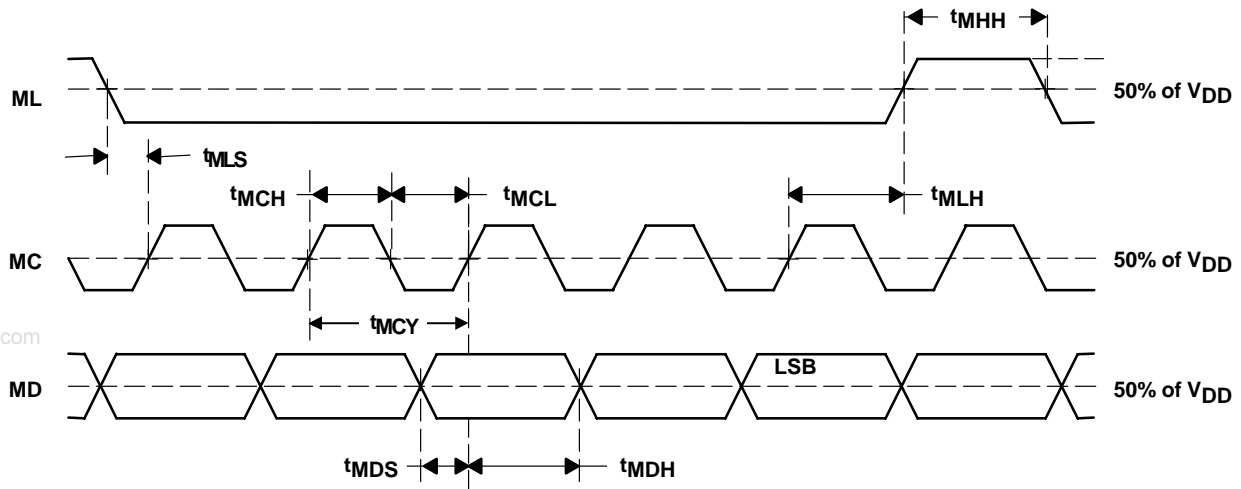 tMHH
ML
50% of VDD
tMLS
tMCH
tMCL
tMLH
MC
50% of VDD
tMCY
com
LSB
MD
50% of VDD
tMDS
tMDH